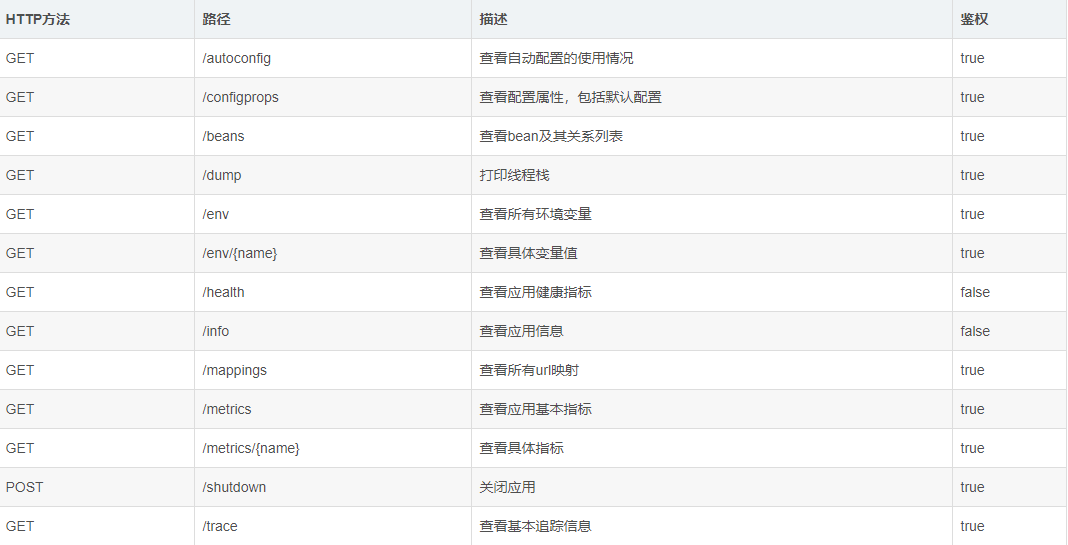 HTTP方法 路径 描述 鉴权
GET /autoconfig 查看自动配置的使用情况 true
GET /configprops 查看配置属性，包括默认配置 true
GET /beans 查看bean及其关系列表 true
GET /dump 打印线程栈 true
GET /env 查看所有环境变量 true
GET /env/{name} 查看具体变量值 true
GET /health 查看应用健康指标 false
GET /info 查看应用信息 false
GET /mappings 查看所有url映射 true
GET /metrics 查看应用基本指标 true
GET /metrics/{name} 查看具体指标 true
POST /shutdown 关闭应用 true
GET /trace 查看基本追踪信息 true